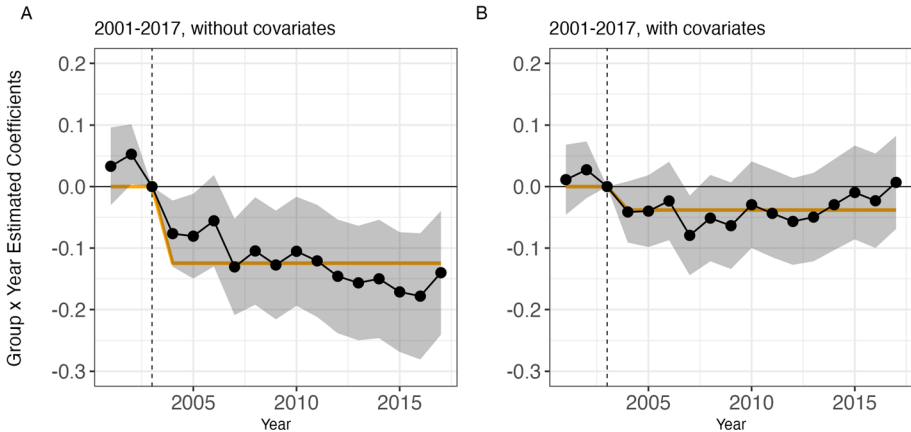 A
2001-2017, without covariates
Group x Year Estimated Coefficients
0.2
0.1
0.0
-0.1
-0.2
-0.3
2005 2010 2015
Year
B
2001-2017, with covariates
0.2
0.1
0.0
-0.1
-0.2
-0.3
2005 2010 2015
Year